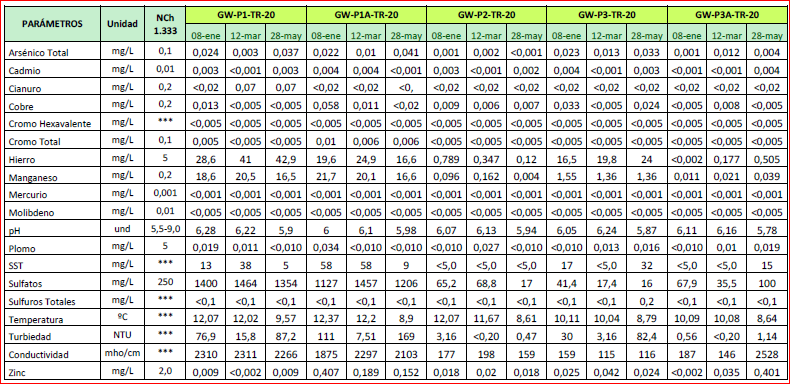 PARÁMETROS Unidad NCh 1.333 GW-P1-TR-20 GW-P1A-TR-20 GW-P2-TR-20 GW-P3-TR-20 GW-P3A-TR-20
08-ene 12-mar 28-may 08-ene 12-mar 28-may 08-ene 12-mar 28-may 08-ene 12-mar 28-may 08-ene 12-mar 28-may
Arsénico Total mg/L 0,1 0,024 0,003 0,037 0,022 0,01 0,041 0,001 0,002 <0,001 0,023 0,013 0,033 0,001 0,012 0,004
Cadmio mg/L 0,01 0,003 <0,001 0,003 0,004 0,004 <0,001 0,003 <0,001 0,002 0,004 <0,001 0,003 <0,001 <0,001 0,004
Cianuro mg/L 0,2 <0,02 0,07 0,07 <0,02 <0,02 <0, <0,02 <0,02 <0,02 <0,02 <0,02 <0,02 <0,02 <0,02 <0,02
Cobre mg/L 0,2 0,013 <0,005 <0,005 0,058 0,011 <0,02 0,009 0,006 0,007 0,033 <0,005 0,024 <0,005 0,008 <0,005
Cromo Hexavalente mg/L *** <0,005 <0,005 <0,005 <0,005 <0,005 <0,005 <0,005 <0,005 <0,005 <0,005 <0,005 <0,005 <0,005 <0,005 <0,005
Cromo Total mg/L 0,1 0,005 <0,005 <0,005 0,01 0,006 0,006 <0,005 <0,005 <0,005 <0,005 <0,005 <0,005 <0,005 <0,005 <0,005
Hierro mg/L 5 28,6 41 42,9 19,6 24,9 16,6 0,789 0,347 0,12 16,5 19,8 24 <0,002 0,177 0,505
Manganeso mg/L 0,2 18,6 20,5 16,5 21,7 20,1 16,6 0,096 0,162 0,004 1,55 1,36 1,36 0,011 0,021 0,039
Mercurio mg/L 0,001 <0,001 <0,001 <0,001 <0,001 <0,001 <0,001 <0,001 <0,001 <0,001 <0,001 <0,001 <0,001 <0,001 <0,001 <0,001
Molibdeno mg/L 0,01 <0,005 <0,005 <0,005 <0,005 <0,005 <0,005 <0,005 <0,005 <0,005 <0,005 <0,005 <0,005 <0,005 <0,005 <0,005
pH und 5,5-9,0 6,28 6,22 5,9 6 6,1 5,98 6,07 6,13 5,94 6,05 6,24 5,87 6,11 6,16 5,78
Plomo mg/L 5 0,019 0,011 <0,010 0,034 <0,010 <0,010 <0,010 0,027 <0,010 <0,010 0,013 0,016 <0,010 0,01 0,019
SST mg/L *** 13 38 5 58 58 9 <5,0 <5,0 <5,0 17 <5,0 32 <5,0 <5,0 15
Sulfatos mg/L 250 1400 1464 1354 1127 1457 1206 65,2 68,8 17 41,4 17,4 16 67,9 35,5 100
Sulfuros Totales mg/L *** <0,1 <0,1 <0,1 <0,1 <0,1 <0,1 <0,1 <0,1 <0,1 <0,1 <0,1 0,2 <0,1 <0,1 <0,1
Temperatura ºC *** 12,07 12,02 9,57 12,37 12,2 8,9 12,07 11,67 8,61 10,11 10,04 8,79 10,09 10,08 8,64
Turbiedad NTU *** 76,9 15,8 87,2 111 7,51 169 3,16 <0,20 0,47 30 3,16 82,4 0,56 <0,20 1,14
Conductividad mho/cm *** 2310 2311 2266 1875 2297 2103 177 198 159 159 115 116 187 146 2528
Zinc mg/L 2,0 0,009 <0,002 0,009 0,407 0,189 0,152 0,018 0,02 0,018 0,025 0,042 0,024 <0,002 0,035 0,401